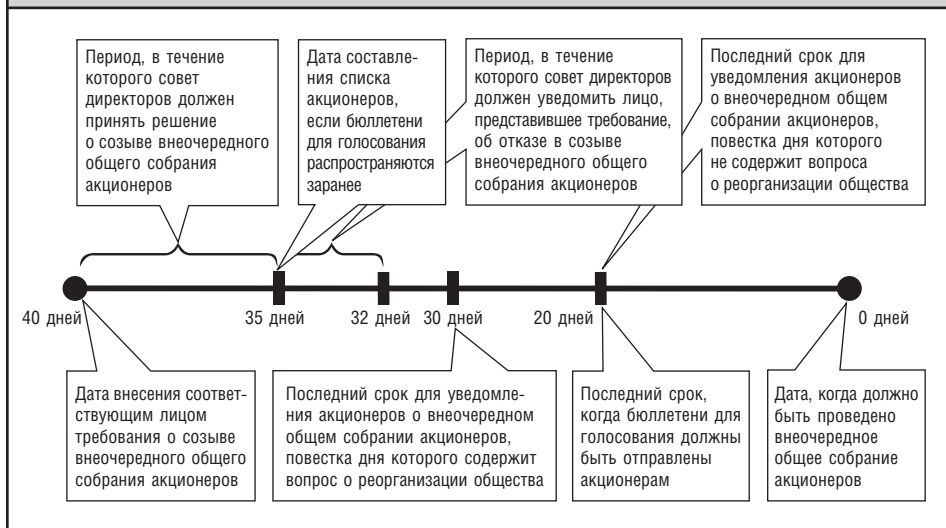 Период, в течение
которого совет
директоров должен
принять решение
о созыве внеочередного
общего собрания
акционеров
Дата составле-
ния списка
акционеров,
если бюллетени
для голосования
распространяются
заранее
Период, в течение
которого совет директоров
должен уведомить лицо,
представившее требование,
об отказе в созыве
внеочередного общего
собрания акционеров
Последний срок для
уведомления акционеров
о внеочередном общем
собрании акционеров,
повестка дня которого
не содержит вопроса
о реорганизации общества
40 дней
35 дней
32 дней
30 дней
20 дней
0 дней
Дата внесения соответ-
ствующим лицом
требования о созыве
внеочередного общего
собрания акционеров
Последний срок для уведомле-
ния акционеров о внеочередном
общем собрании акционеров,
повестка дня которого содержит
вопрос о реорганизации общества
Последний срок,
когда бюллетени для
голосования должны
быть отправлены
акционерам
Дата, когда должно
быть проведено
внеочередное
общее собрание
акционеров